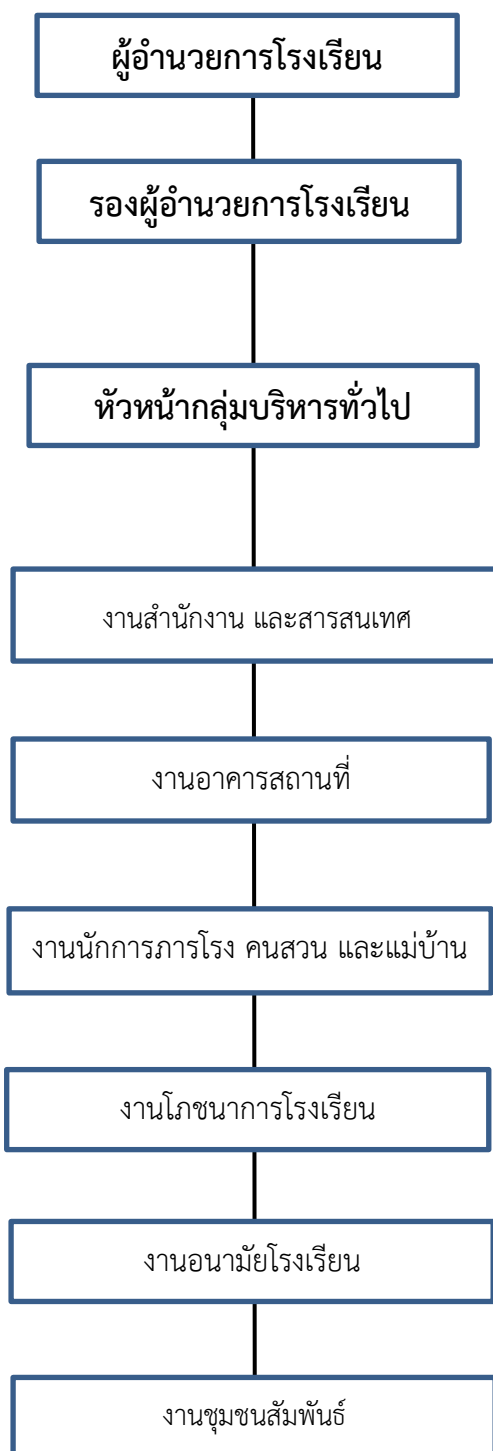 ผู้อำนวยการโรงเรียน
รองผู้อำนวยการโรงเรียน
หัวหน้ากลุ่มบริหารทั่วไป
งานสำนักงาน และสารสนเทศ
งานอาคารสถานที่
งานนักการภารโรง คนสวน และแม่บ้าน
งานโภชนาการโรงเรียน
งานอนามัยโรงเรียน
งานชุมชนสัมพันธ์